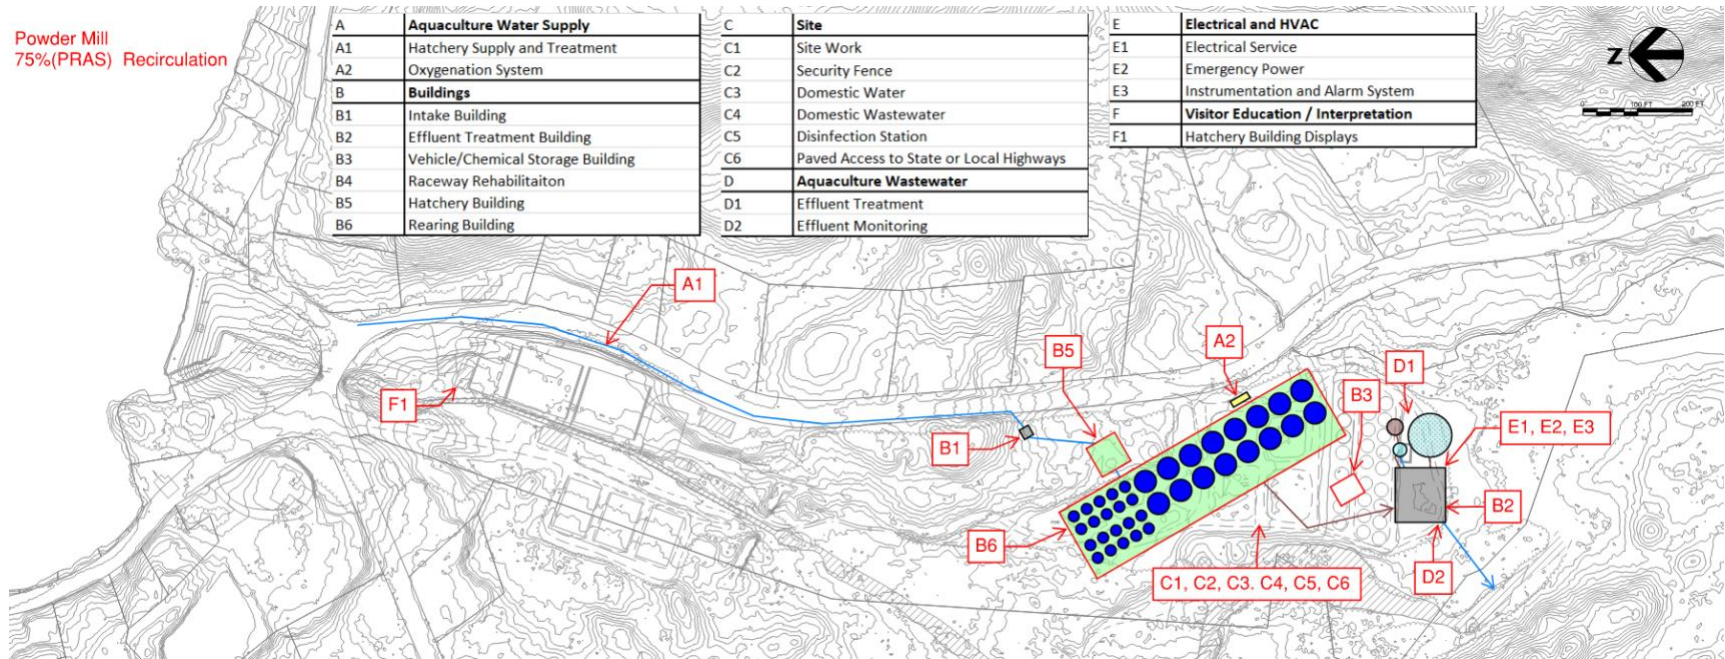 Powder Mill
75%(PRAS) Recirculation
A Aquaculture Water Supply
A1 Hatchery Supply and Treatment
A2 Oxygenation System
B Buildings
B1 Intake Building
B2 Effluent Treatment Building
B3 Vehicle/Chemical Storage Building
B4 Raceway Rehabilitaiton
B5 Hatchery Building
B6 Rearing Building
C Site
C1 Site Work
C2 Security Fence
C3 Domestic Water
C4 Domestic Wastewater
C5 Disinfection Station
C6 Paved Access to State or Local Highways
D Aquaculture Wastewater
D1 Effluent Treatment
D2 Effluent Monitoring
E Electrical and HVAC
E1 Electrical Service
E2 Emergency Power
E3 Instrumentation and Alarm System
F Visitor Education / Interpretation
F1 Hatchery Building Displays
Z
0' 100 FT 200 FT
A1
F1
B5
A2
B1
B3
D1
E1, E2, E3
B2
B6
C1, C2, C3. C4, C5, C6
D2